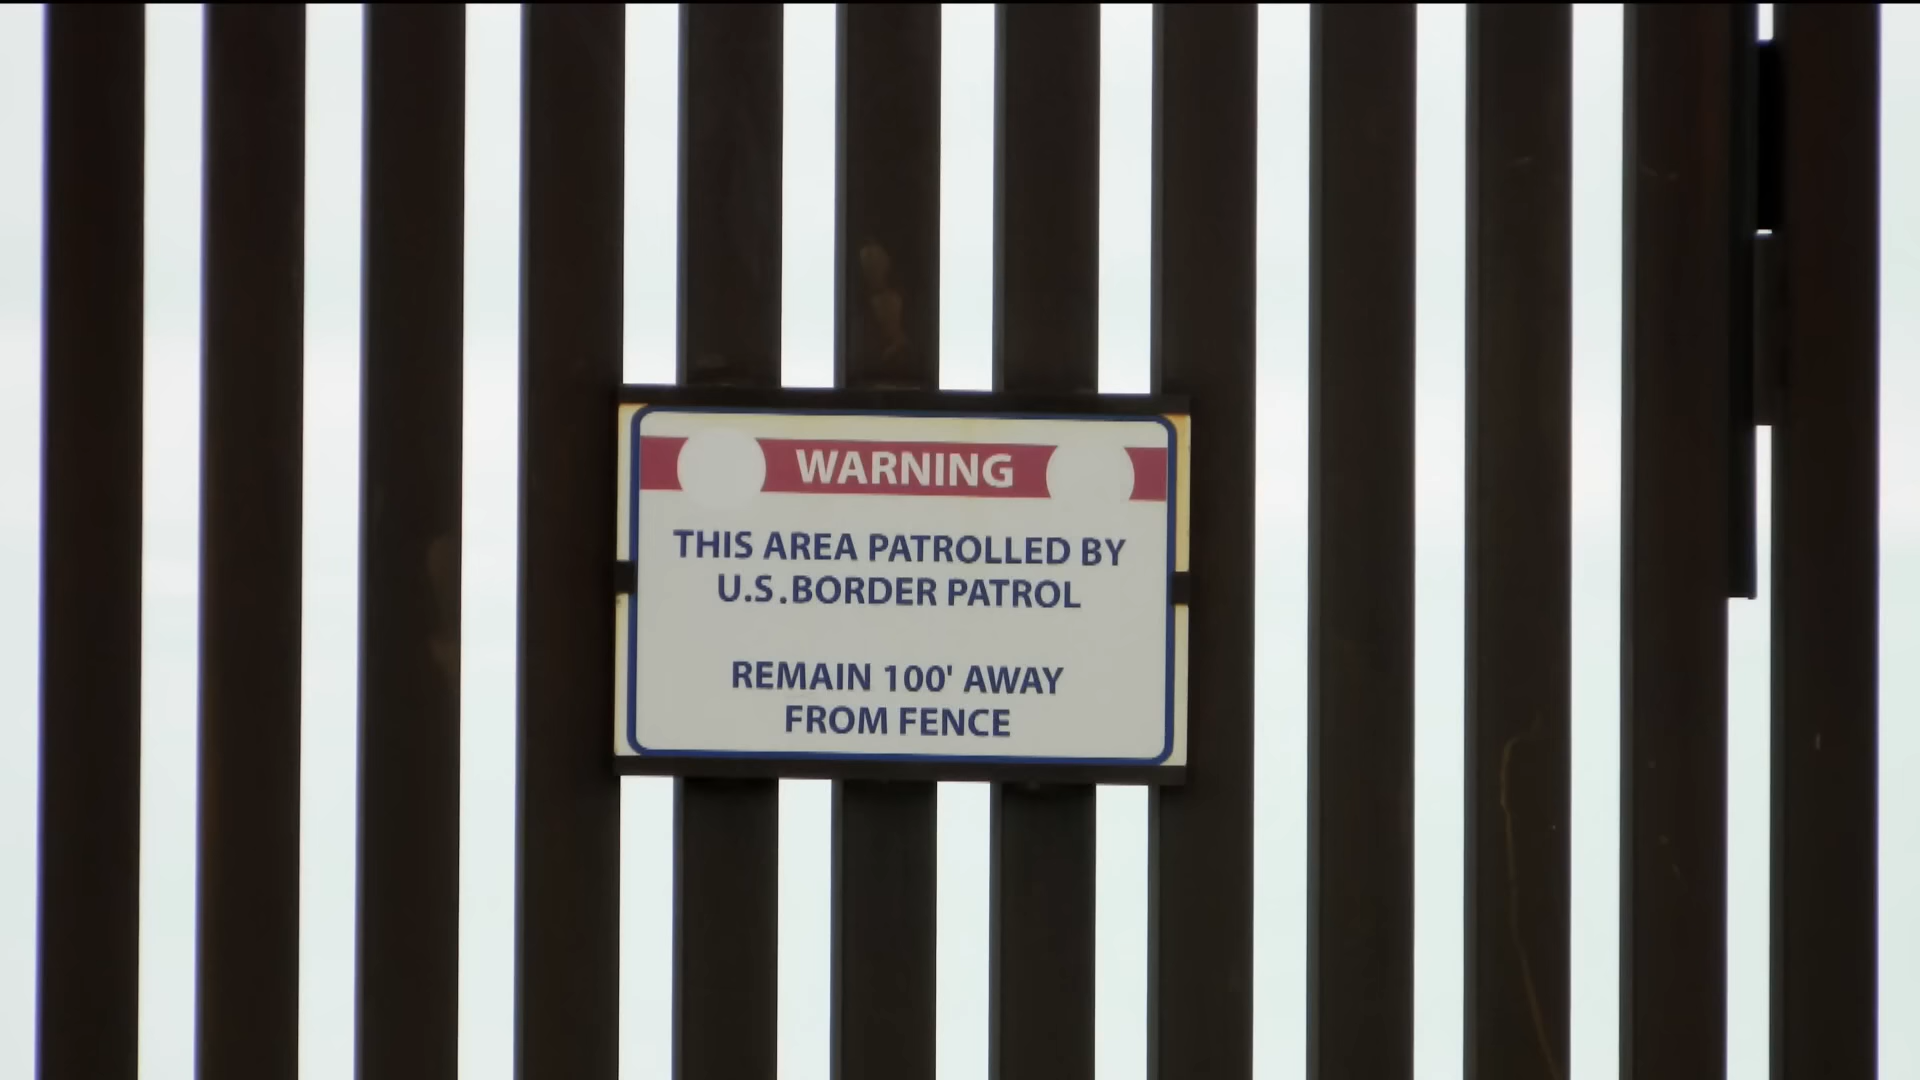 WARNING
THIS AREA PATROLLED BY
U.S.BORDER PATROL
REMAIN 100' AWAY
FROM FENCE